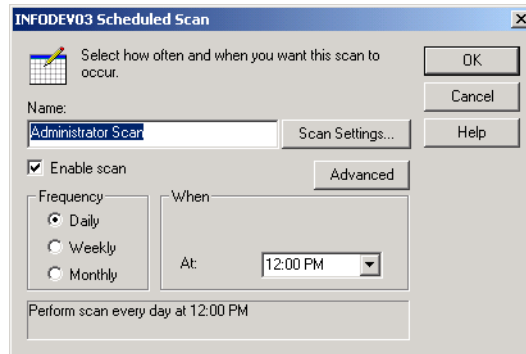 INFODEV03 Scheduled Scan
Select how often and when you want this scan to
occur.
OK
Cancel
Help
Name:
Administrator Scan
Scan Settings...
Enable scan
Advanced
Frequency
Daily
Weekly
Monthly
When
At:
12:00 PM
Perform scan every day at 12:00 PM